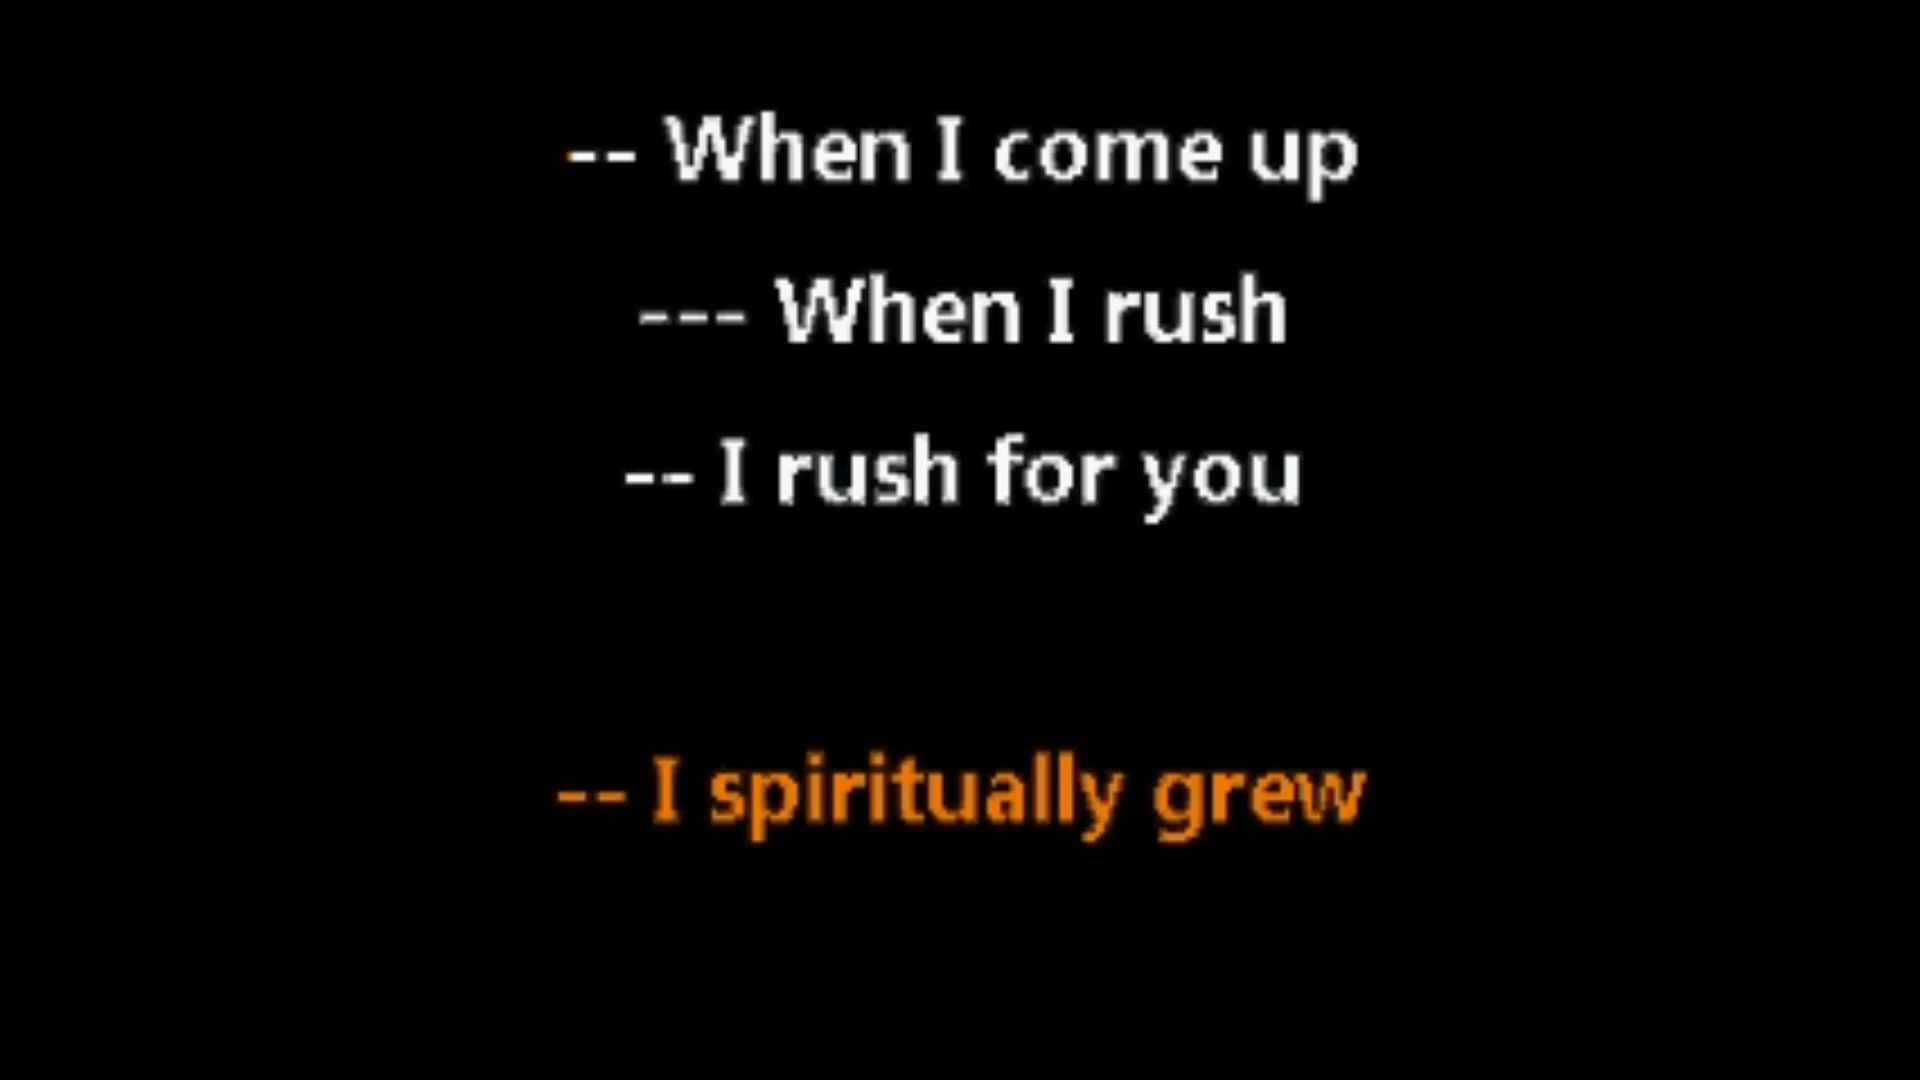 -- When I come up
--- When I rush
-- I rush for you
-- I spiritually grew